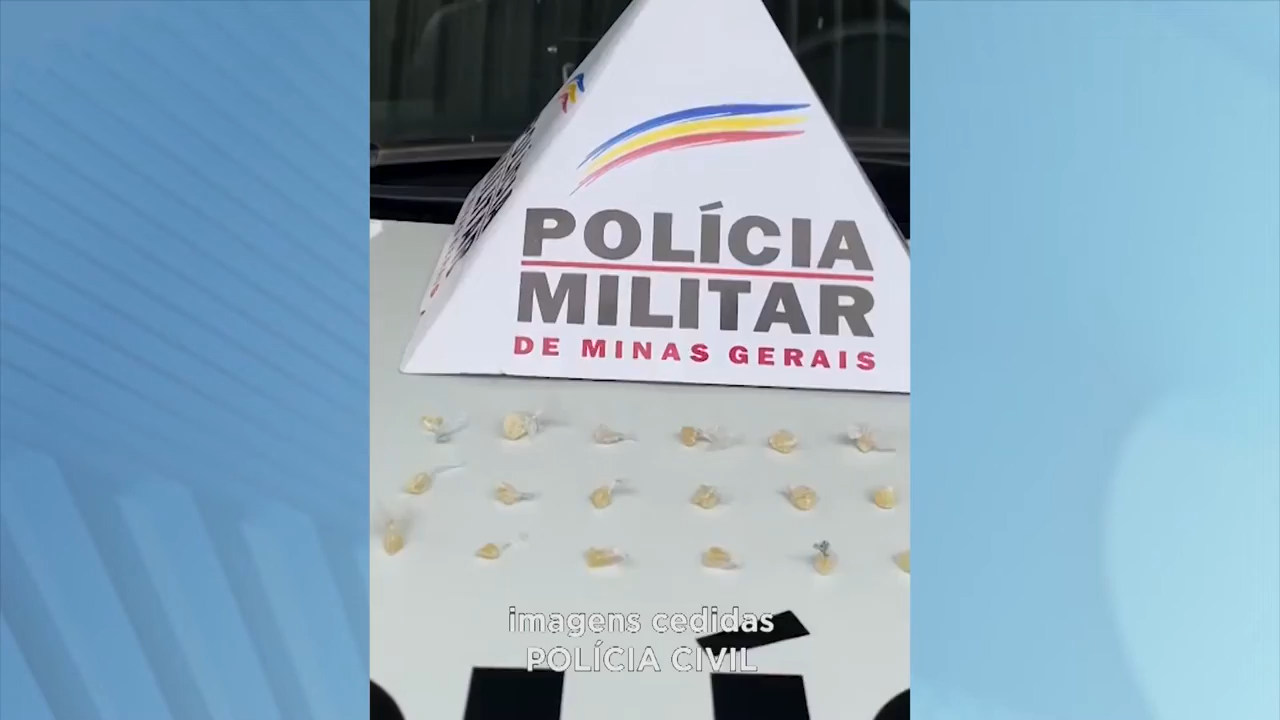 POLÍCIA
MILITAR
DE MINAS GERAIS
imagens cedidas
POLÍCIA CIVIL